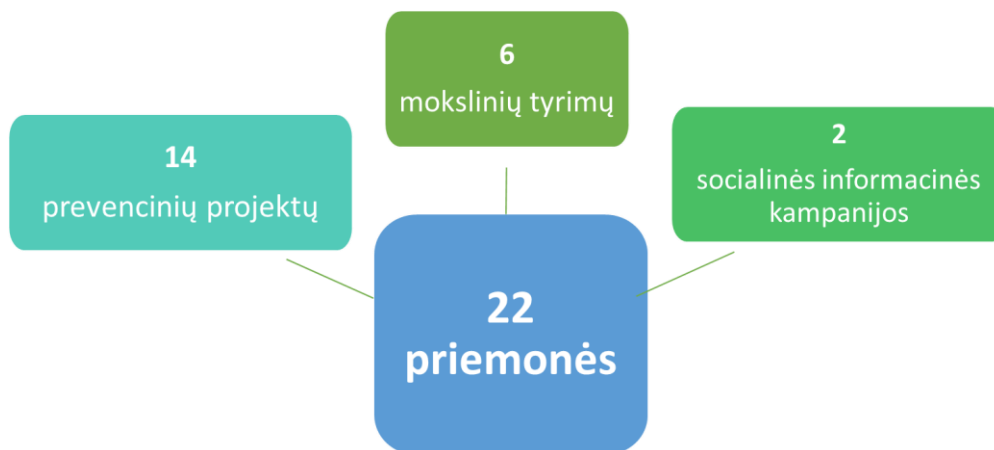 6
mokslinių tyrimų
14
prevencinių projektų
2
socialinės informacinės
kampanijos
22
priemonės